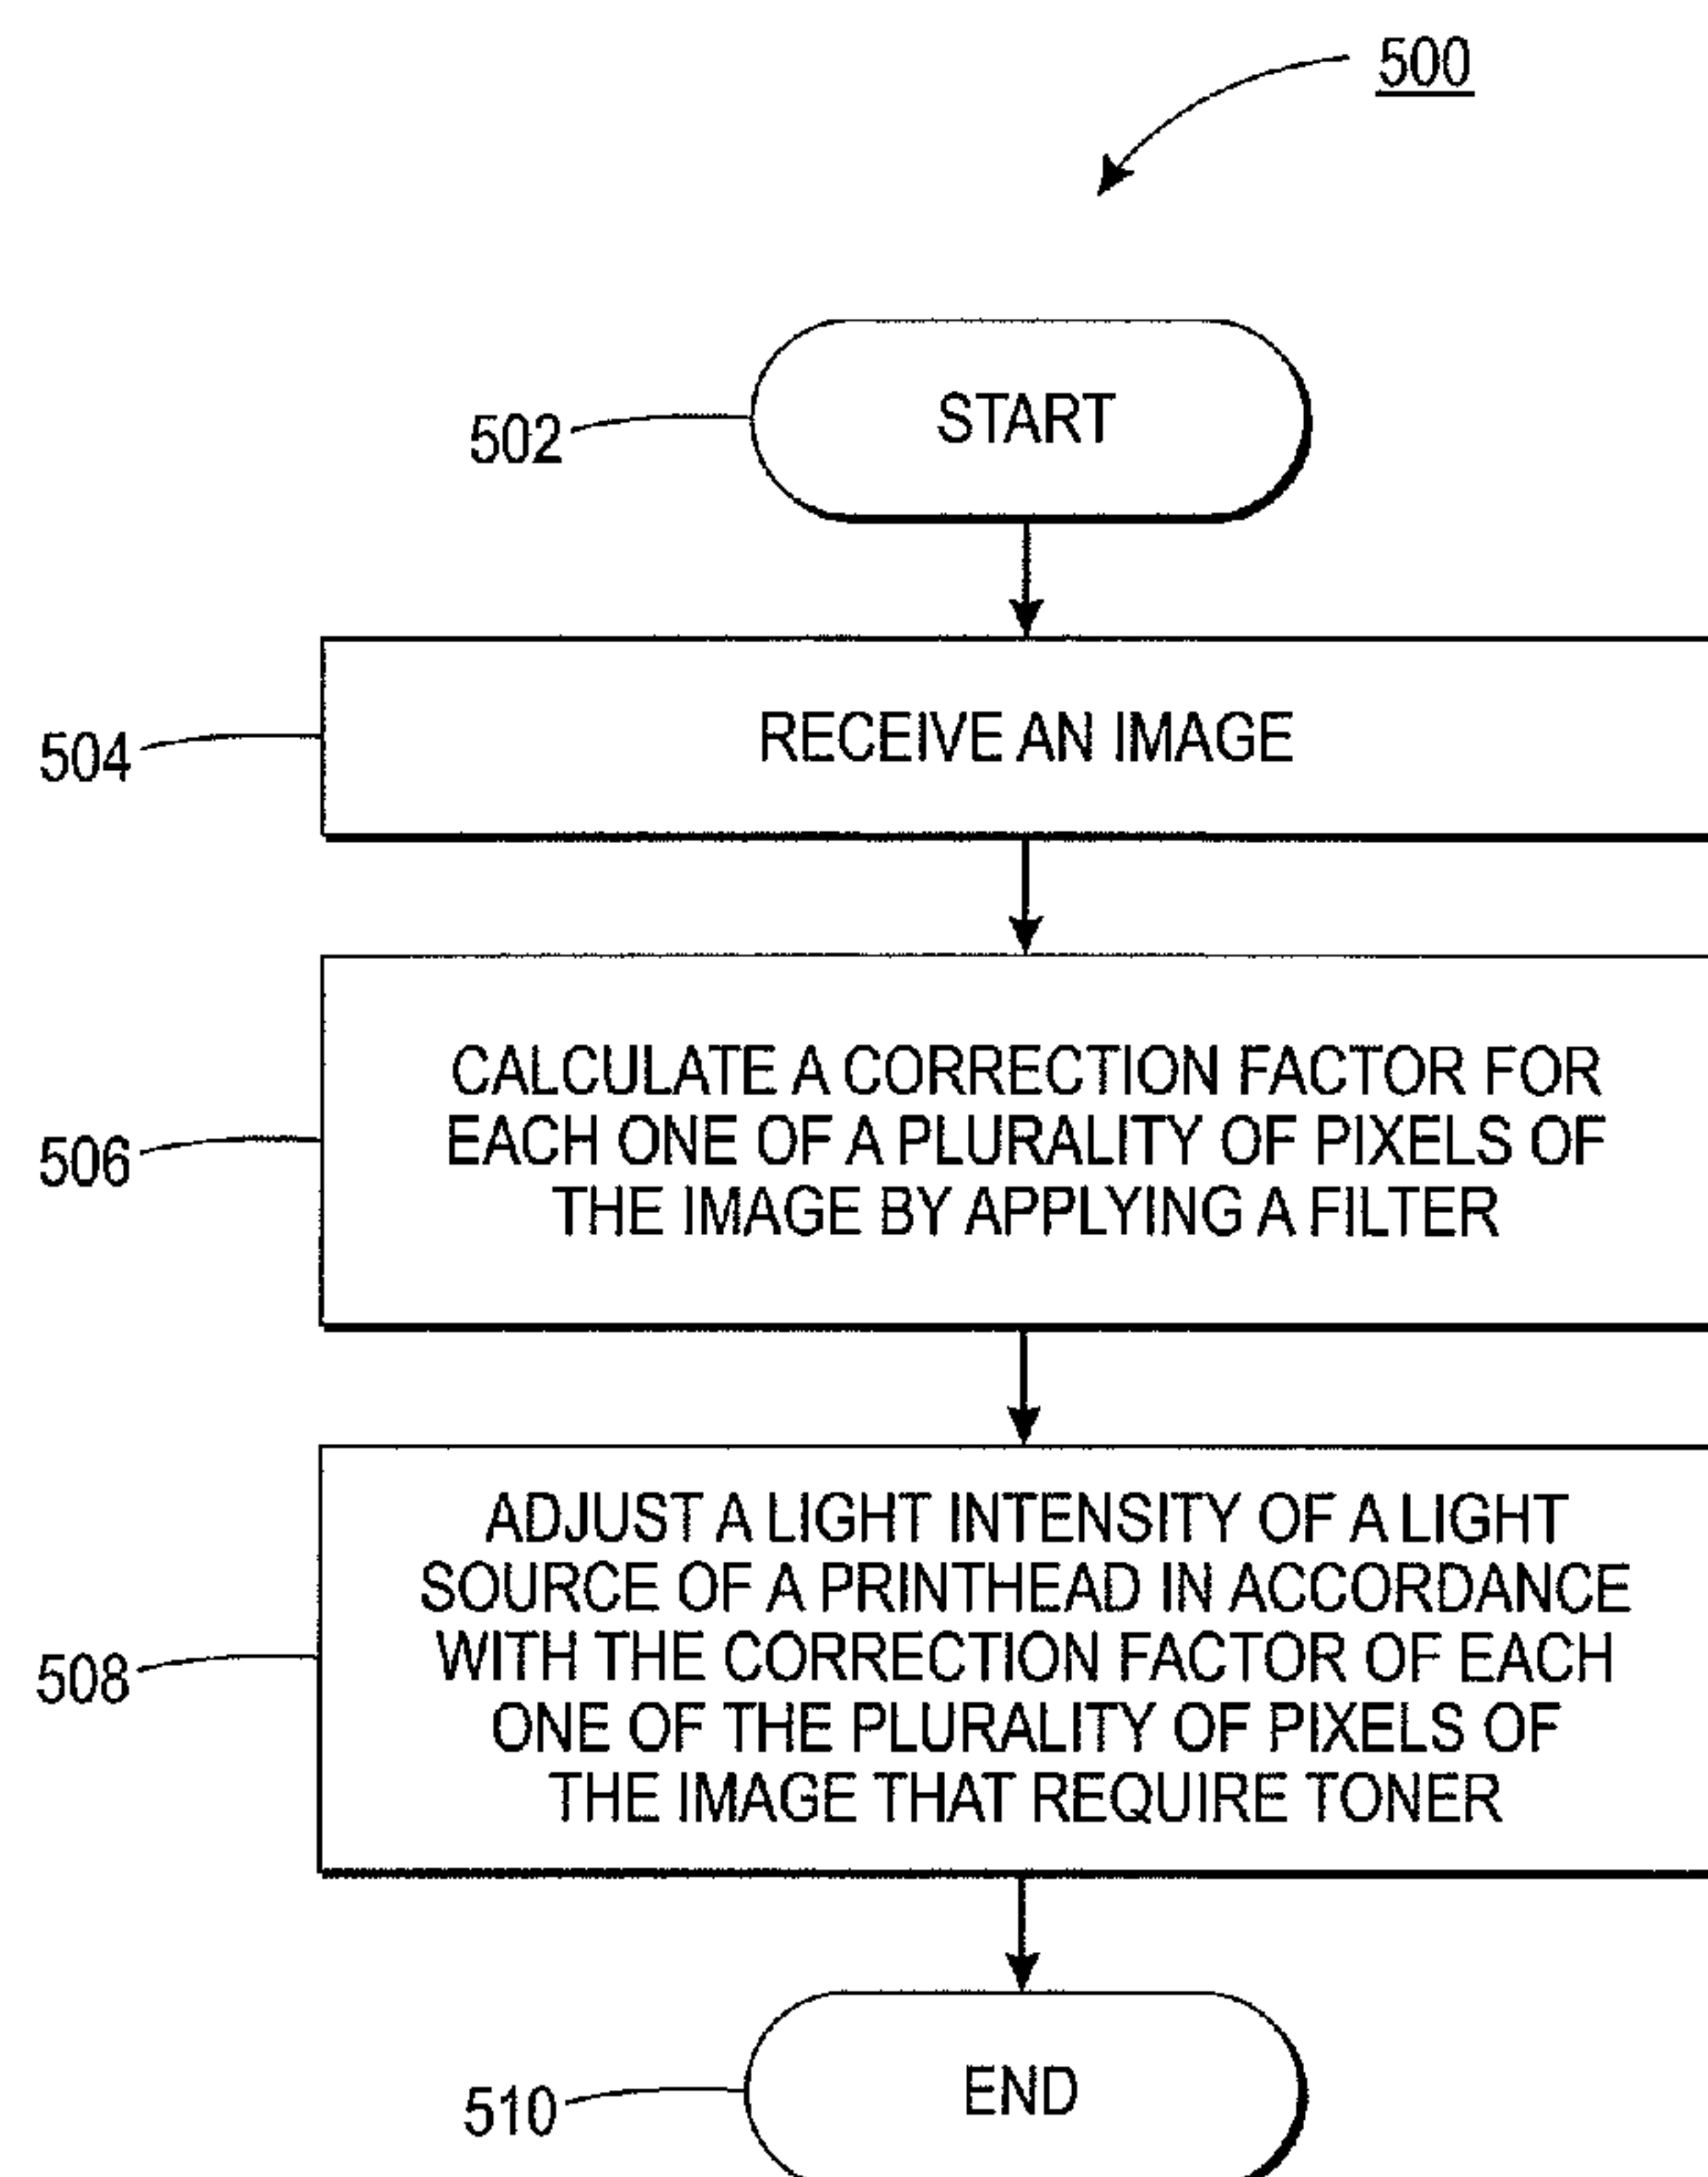 500
502
START
504
RECEIVE AN IMAGE
506
CALCULATE A CORRECTION FACTOR FOR
EACH ONE OF A PLURALITY OF PIXELS OF
THE IMAGE BY APPLYING A FILTER
508
ADJUST A LIGHT INTENSITY OF A LIGHT
SOURCE OF A PRINTHEAD IN ACCORDANCE
WITH THE CORRECTION FACTOR OF EACH
ONE OF THE PLURALITY OF PIXELS OF
THE IMAGE THAT REQUIRE TONER
510
END